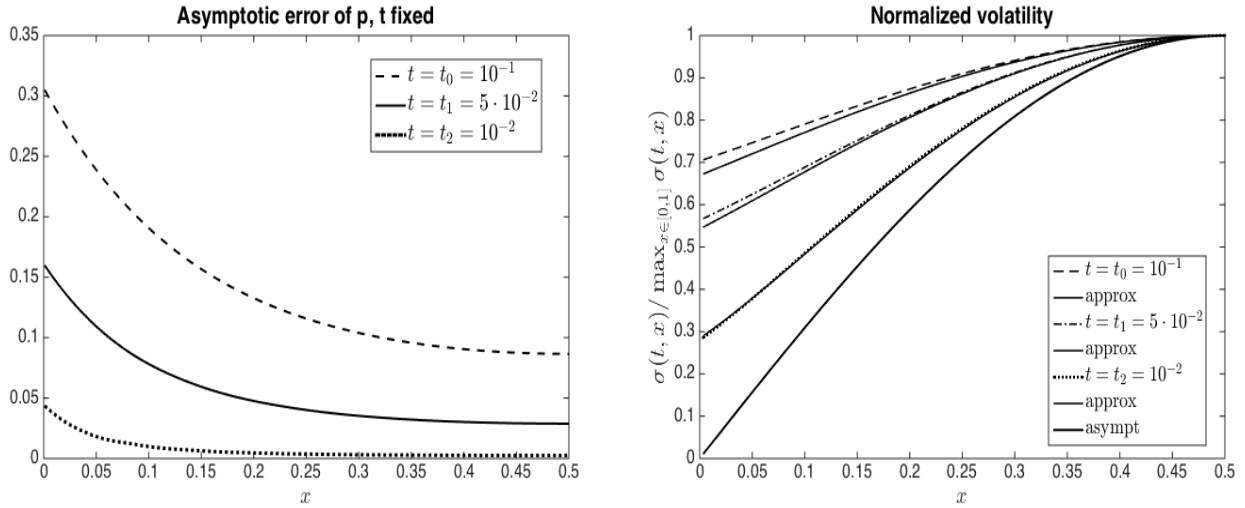 Asymptotic error of p, t fixed
0.35
0.3
0.25
0.2
0.15
0.1
0.05
0
0 0.05 0.1 0.15 0.2 0.25 0.3 0.35 0.4 0.45 0.5
x
t = t₀ = 10⁻¹
t = t₁ = 5 · 10⁻²
t = t₂ = 10⁻²
Normalized volatility
σ(t, x)/ max_{x∈[0,1]} σ(t, x)
1
0.9
0.8
0.7
0.6
0.5
0.4
0.3
0.2
0.1
0
0 0.05 0.1 0.15 0.2 0.25 0.3 0.35 0.4 0.45 0.5
x
t = t₀ = 10⁻¹
approx
t = t₁ = 5 · 10⁻²
approx
t = t₂ = 10⁻²
approx
asympt